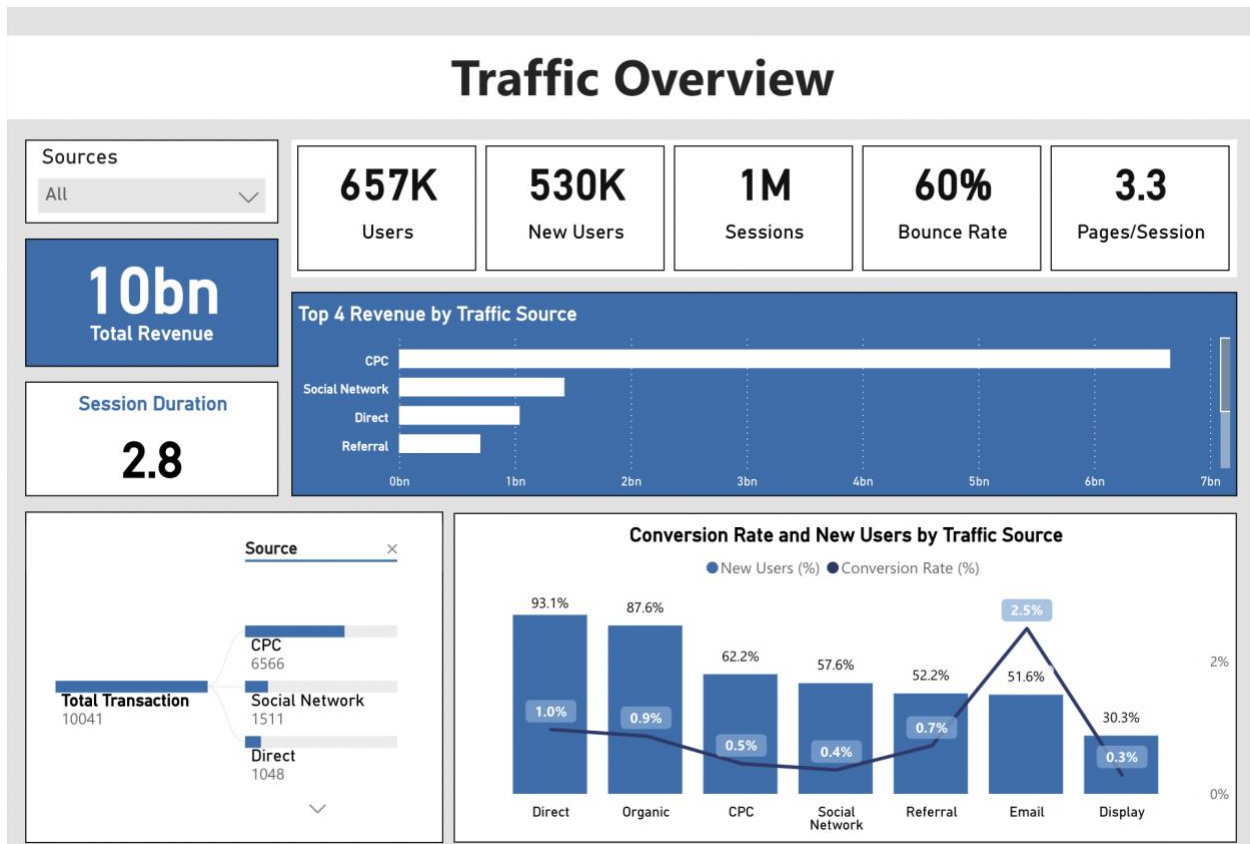 Traffic Overview
Sources
All
10bn
Total Revenue
Session Duration
2.8
657K
Users
530K
New Users
1M
Sessions
60%
Bounce Rate
3.3
Pages/Session
Top 4 Revenue by Traffic Source
CPC
Social Network
Direct
Referral
0bn 1bn 2bn 3bn 4bn 5bn 6bn 7bn
Source ×
Total Transaction
10041
CPC
6566
Social Network
1511
Direct
1048
Conversion Rate and New Users by Traffic Source
New Users (%) Conversion Rate (%)
93.1% 87.6% 62.2% 57.6% 52.2% 51.6% 30.3%
1.0% 0.9% 0.5% 0.4% 0.7% 2.5% 0.3%
2%
0%
Direct Organic CPC Social Network Referral Email Display